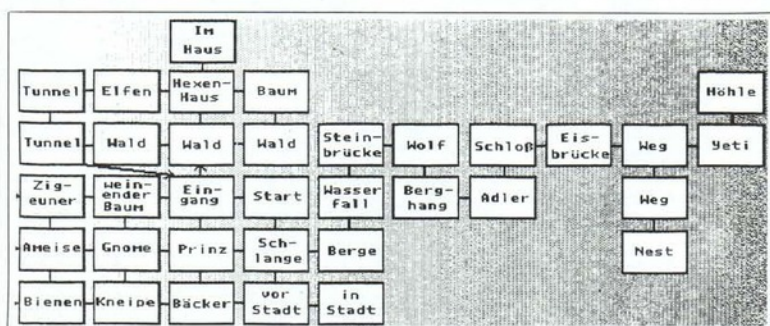 Im
Haus
Tunnel
Elfen
Hexen-
Haus
Baum
Höhle
Tunnel
Wald
Wald
Wald
Stein-
brücke
Wolf
Schloß
Eis-
brücke
Weg
Yeti
Zig-
euner
wein-
ender
Baum
Ein-
gang
Start
Wasser
fall
Berg-
hang
Adler
Weg
Ameise
Gnome
Prinz
Sch-
lange
Berge
Nest
Bienen
Kneipe
Bäcker
vor
Stadt
in
Stadt